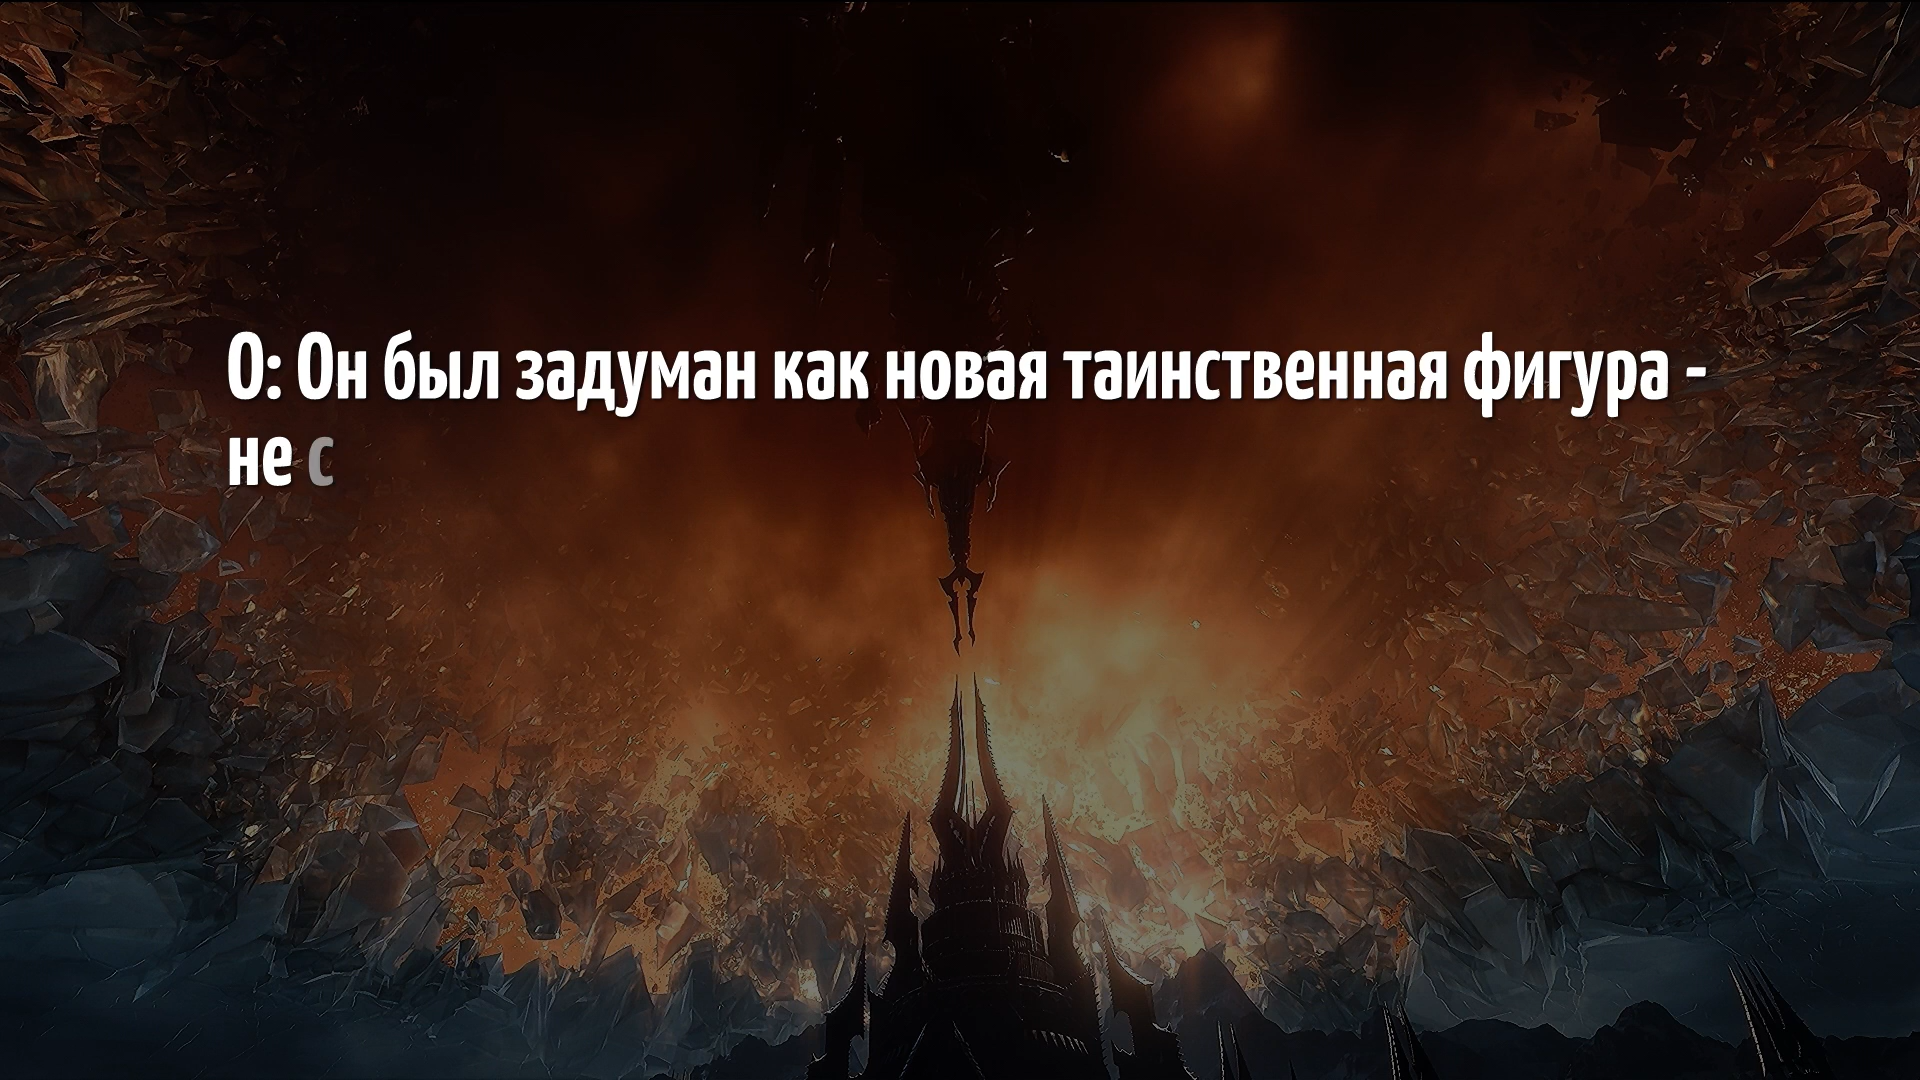 О: Он был задуман как новая таинственная фигура -
не с